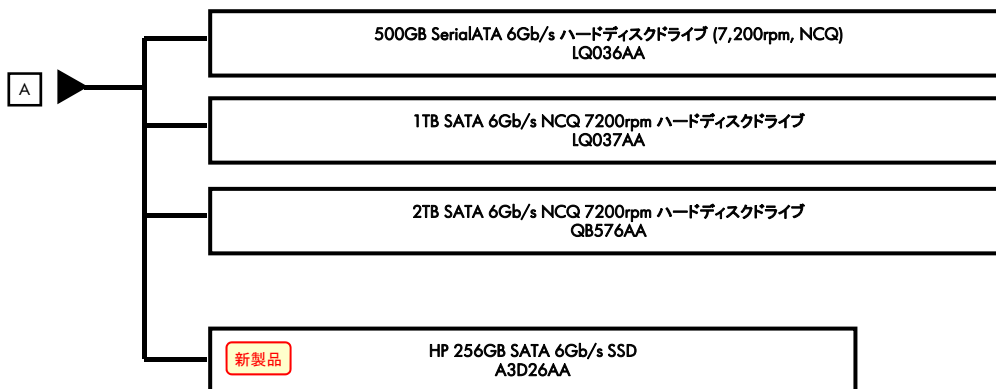 500GB SerialATA 6Gb/s ハードディスクドライブ (7,200rpm, NCQ)
LQ036AA
A
1TB SATA 6Gb/s NCQ 7200rpm ハードディスクドライブ
LQ037AA
2TB SATA 6Gb/s NCQ 7200rpm ハードディスクドライブ
QB576AA
新製品
HP 256GB SATA 6Gb/s SSD
A3D26AA